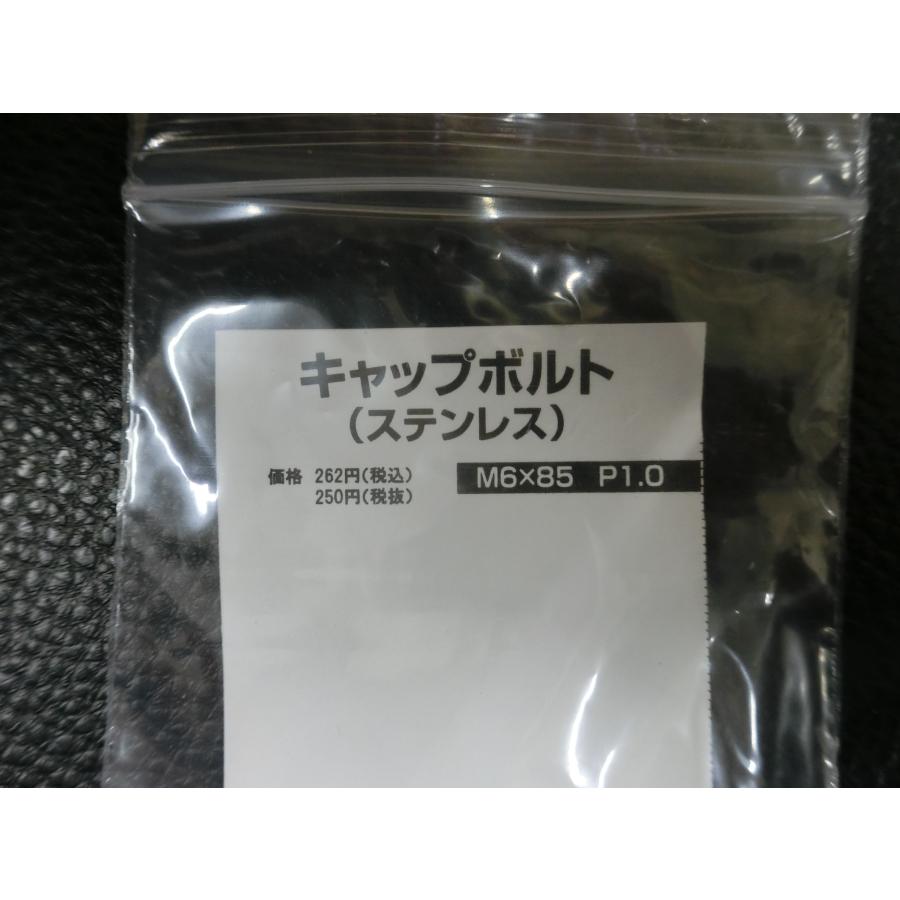 キャップボルト
(ステンレス)
価格 262円(税込)
250円(税抜)
M6×85 P1.0